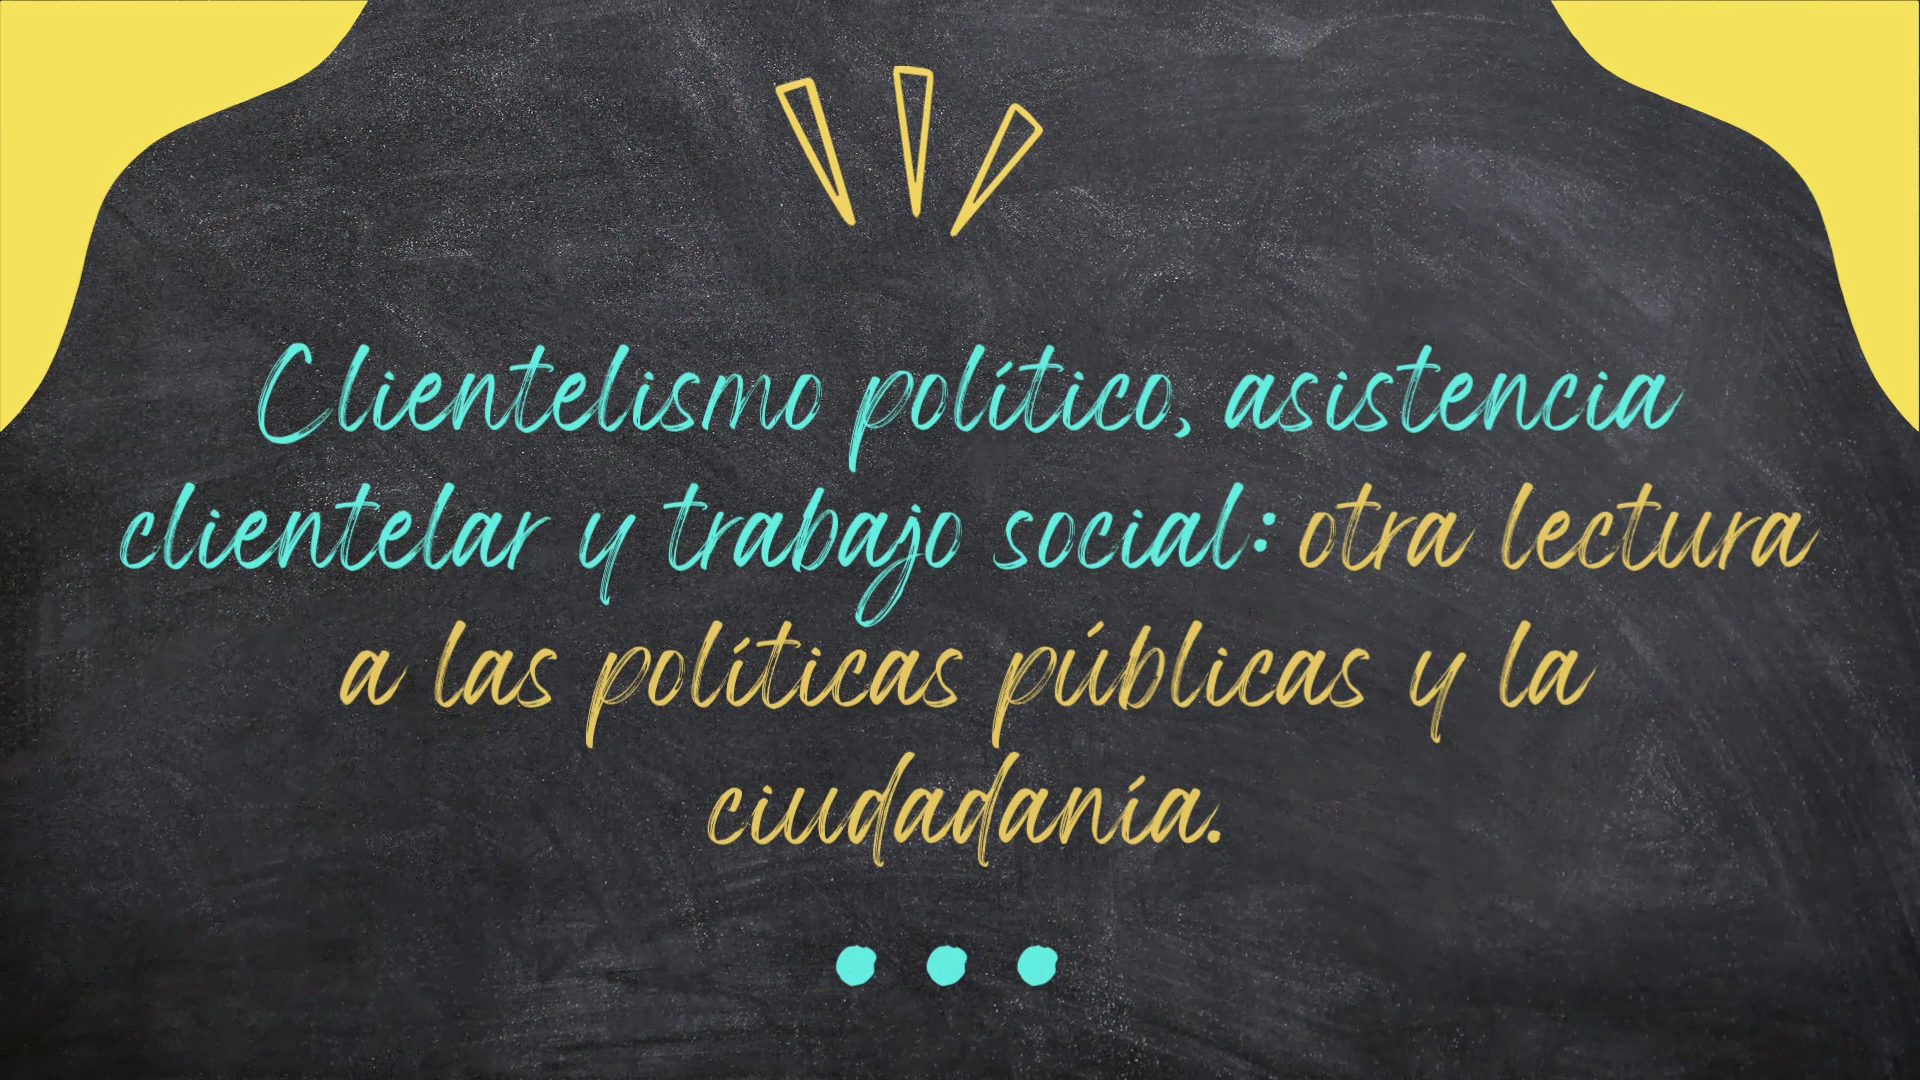 Clientelismo político, asistencia
clientelar y trabajo social: otra lectura
a las políticas públicas y la
ciudadanía.